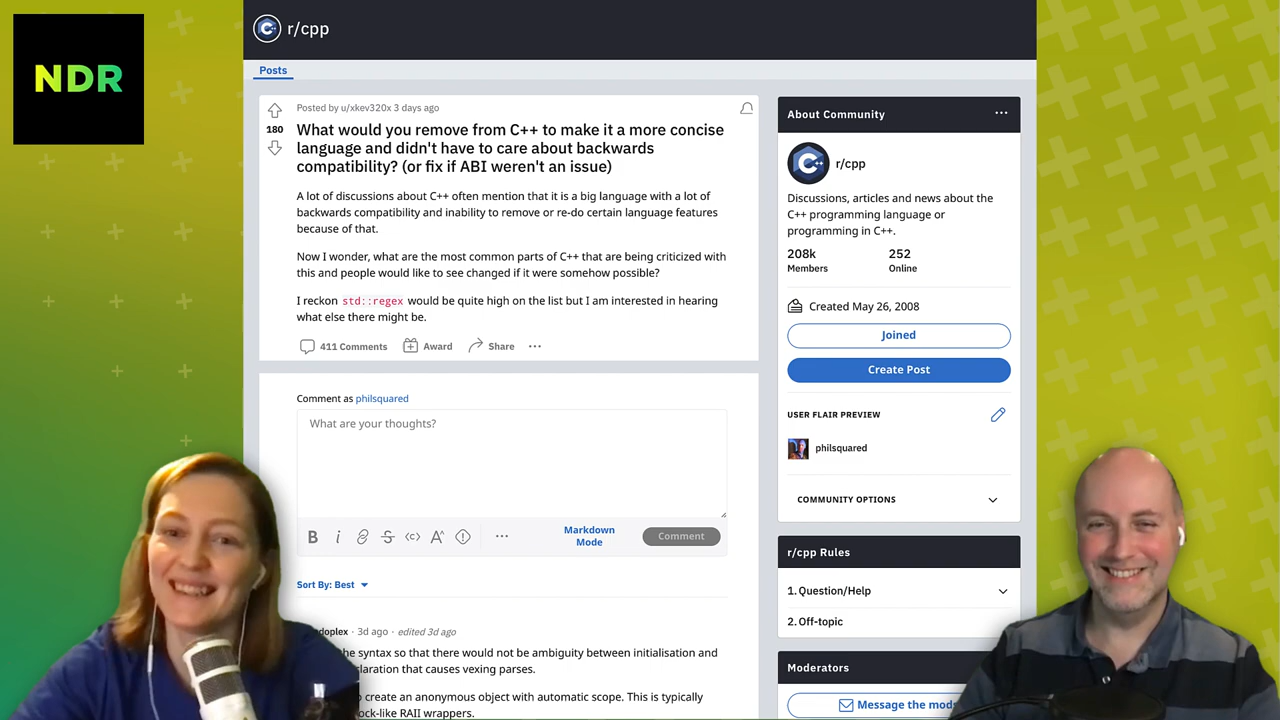 NDR
r/cpp
Posts
Posted by u/xkev320x 3 days ago
180
What would you remove from C++ to make it a more concise
language and didn't have to care about backwards
compatibility? (or fix if ABI weren't an issue)
A lot of discussions about C++ often mention that it is a big language with a lot of
backwards compatibility and inability to remove or re-do certain language features
because of that.
Now I wonder, what are the most common parts of C++ that are being criticized with
this and people would like to see changed if it were somehow possible?
I reckon std::regex would be quite high on the list but I am interested in hearing
what else there might be.
411 Comments Award Share ...
Comment as philsquared
What are your thoughts?
B i A ...
Markdown
Mode
Comment
Sort By: Best
doplex · 3d ago · edited 3d ago
he syntax so that there would not be ambiguity between initialisation and
laration that causes vexing parses.
create an anonymous object with automatic scope. This is typically
ock-like RAII wrappers.
About Community ...
C++
r/cpp
Discussions, articles and news about the
C++ programming language or
programming in C++.
208k 252
Members Online
Created May 26, 2008
Joined
Create Post
USER FLAIR PREVIEW
philsquared
COMMUNITY OPTIONS
r/cpp Rules
1. Question/Help
2. Off-topic
Moderators
Message the mods